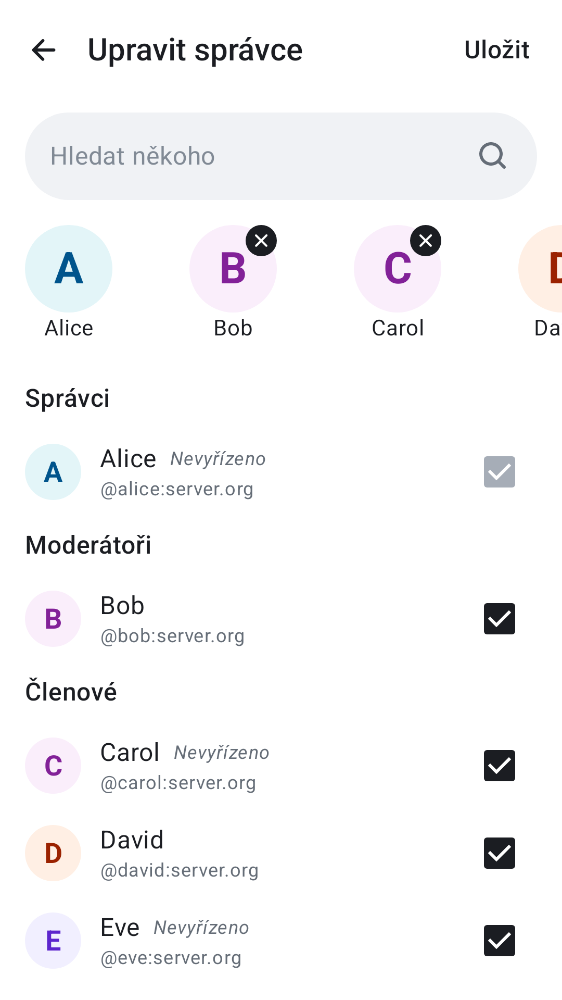 Upravit správce
Uložit
Hledat někoho
A
B
C
D
Alice
Bob
Carol
Da
Správci
A
Alice Nevyřízeno
@alice:server.org
Moderátoři
B
Bob
@bob:server.org
Členové
C
Carol Nevyřízeno
@carol:server.org
D
David
@david:server.org
E
Eve Nevyřízeno
@eve:server.org